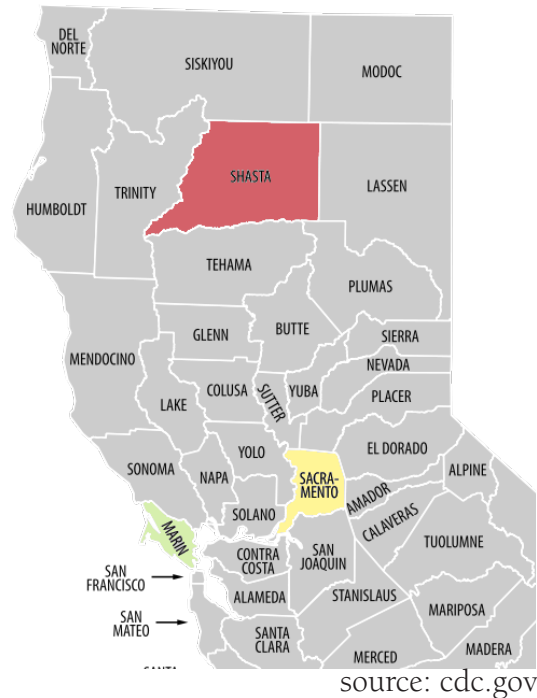 DEL
NORTE
SISKIYOU
MODOC
SHASTA
LASSEN
TRINITY
HUMBOLDT
TEHAMA
PLUMAS
BUTTE
GLENN
SIERRA
MENDOCINO
NEVADA
COLUSA
SUTTER
YUBA
PLACER
LAKE
EL DORADO
YOLO
SONOMA
NAPA
SACRA-
MENTO
ALPINE
AMADOR
SOLANO
CALAVERAS
MARIN
TUOLUMNE
CONTRA
COSTA
SAN
JOAQUIN
SAN
FRANCISCO
ALAMEDA
STANISLAUS
MARIPOSA
SAN
MATEO
SANTA
CLARA
MERCED
MADERA
source: cdc.gov